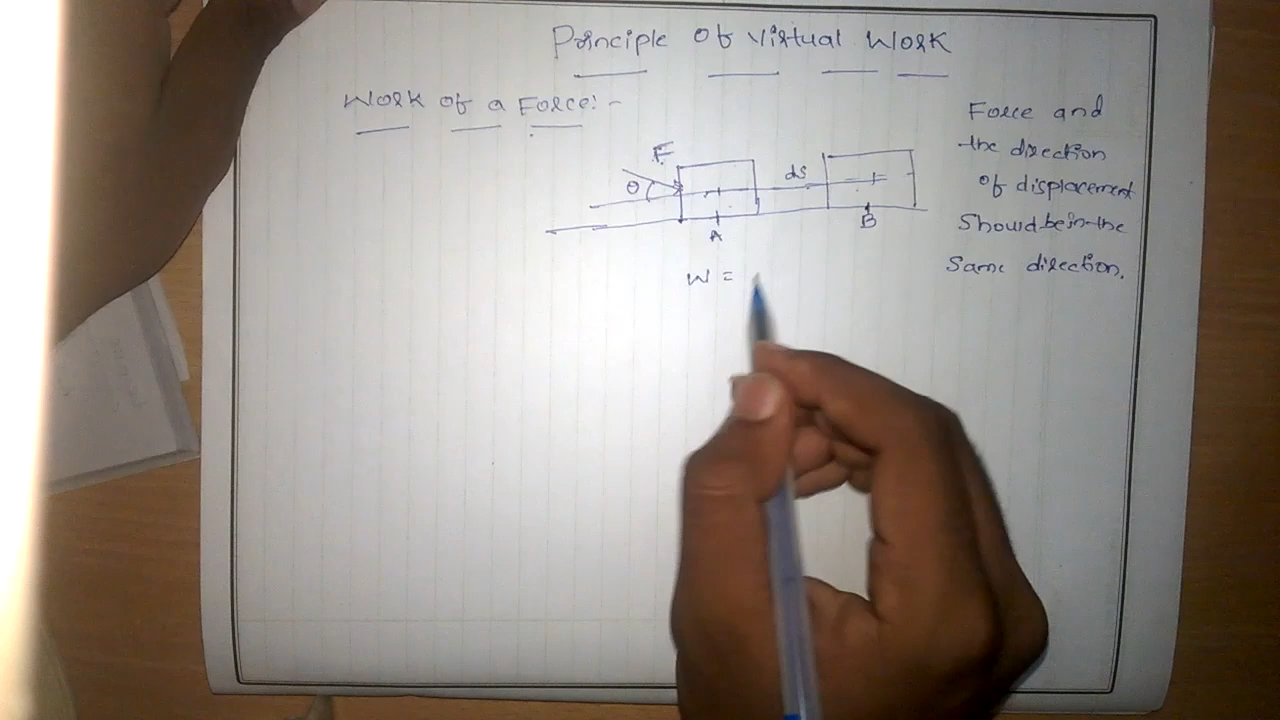 Principle Of Virtual Work
Work of a Force:-
F
θ
ds
A
B
W =
Force and
the direction
of displacement
Should be in the
Same direction.